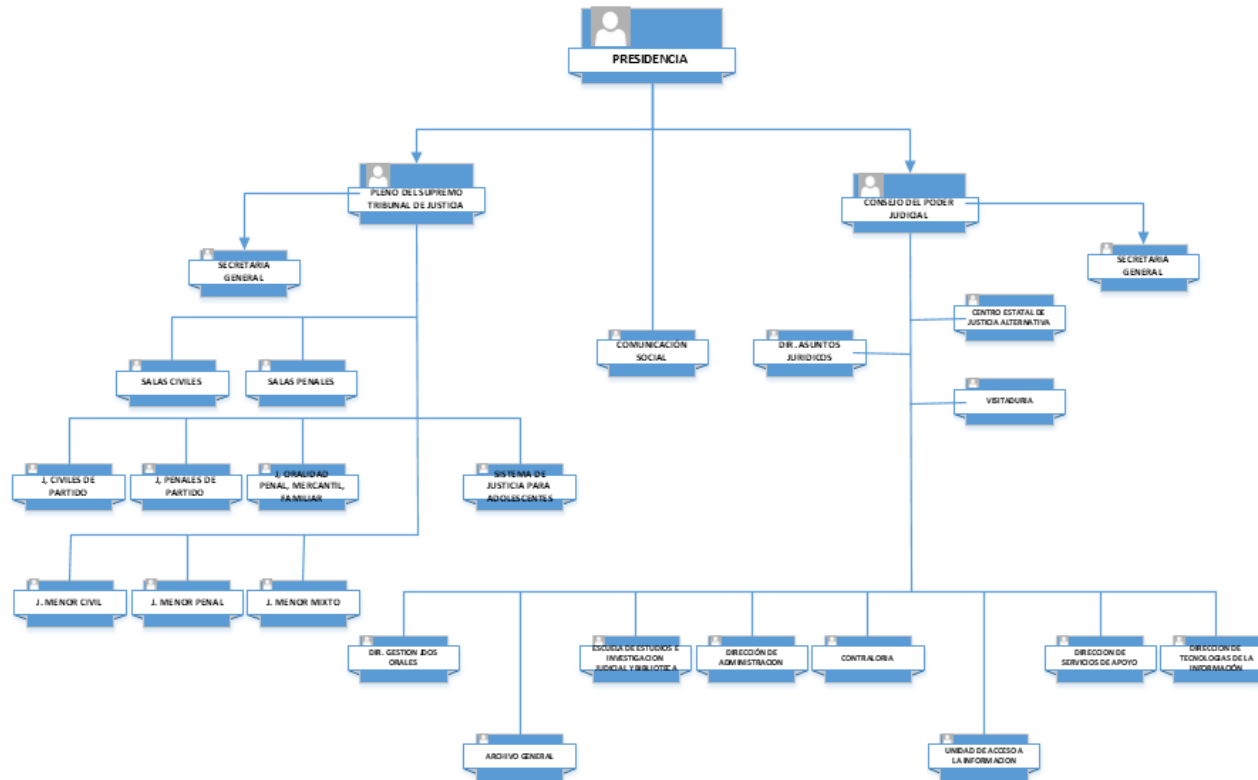 PRESIDENCIA
PLENO DEL SUPREMO
TRIBUNAL DE JUSTICIA
CONSEJO DEL PODER
JUDICIAL
SECRETARIA
GENERAL
SECRETARIA
GENERAL
CENTRO ESTATAL DE
JUSTICIA ALTERNATIVA
COMUNICACIÓN
SOCIAL
DIR. ASUNTOS
JURIDICOS
SALAS CIVILES
SALAS PENALES
VISITADURIA
J, CIVILES DE
PARTIDO
J, PENALES DE
PARTIDO
J, ORALIDAD
PENAL, MERCANTIL,
FAMILIAR
SISTEMA DE
JUSTICIA PARA
ADOLESCENTES
J. MENOR CIVIL
J. MENOR PENAL
J. MENOR MIXTO
DIR. GESTION JDOS
ORALES
ESCUELA DE ESTUDIOS E
INVESTIGACION
JUDICIAL Y BIBLIOTECA
DIRECCIÓN DE
ADMINISTRACION
CONTRALORIA
DIRECCION DE
SERVICIOS DE APOYO
DIRECCION DE
TECNOLOGIAS DE LA
INFORMACIÓN
ARCHIVO GENERAL
UNIDAD DE ACCESO A
LA INFORMACION